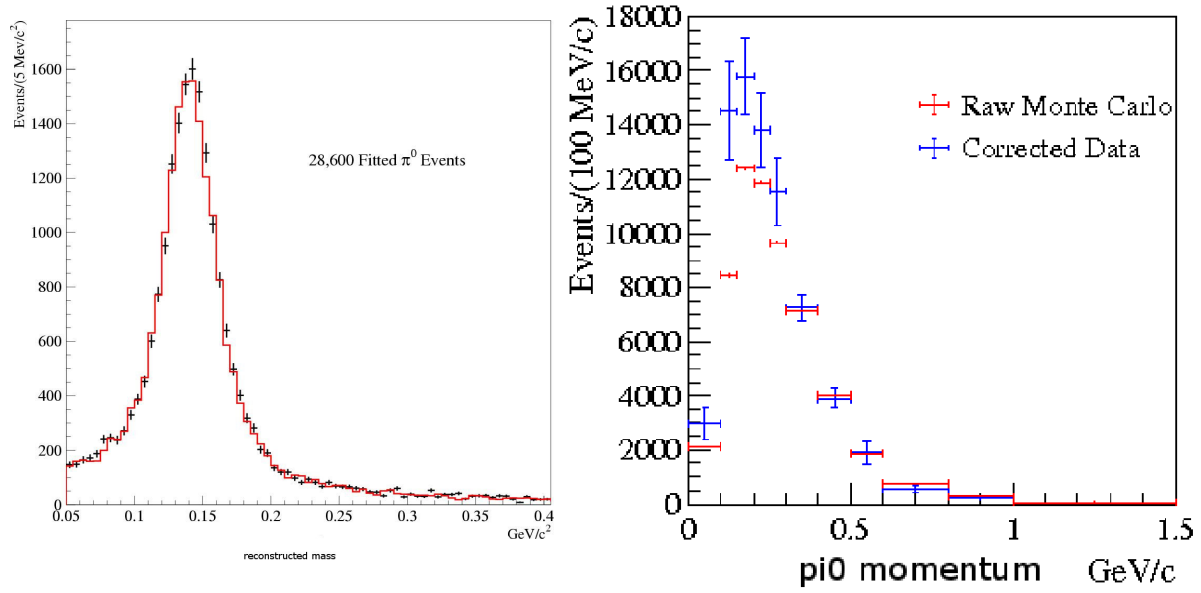 Events/(5 Mev/c²)
1600
1400
1200
1000
800
600
400
200
0
28,600 Fitted π⁰ Events
0.05 0.1 0.15 0.2 0.25 0.3 0.35 0.4
GeV/c²
reconstructed mass
Events/(100 MeV/c)
18000
16000
14000
12000
10000
8000
6000
4000
2000
0
Raw Monte Carlo
Corrected Data
0 0.5 1 1.5
pi0 momentum GeV/c